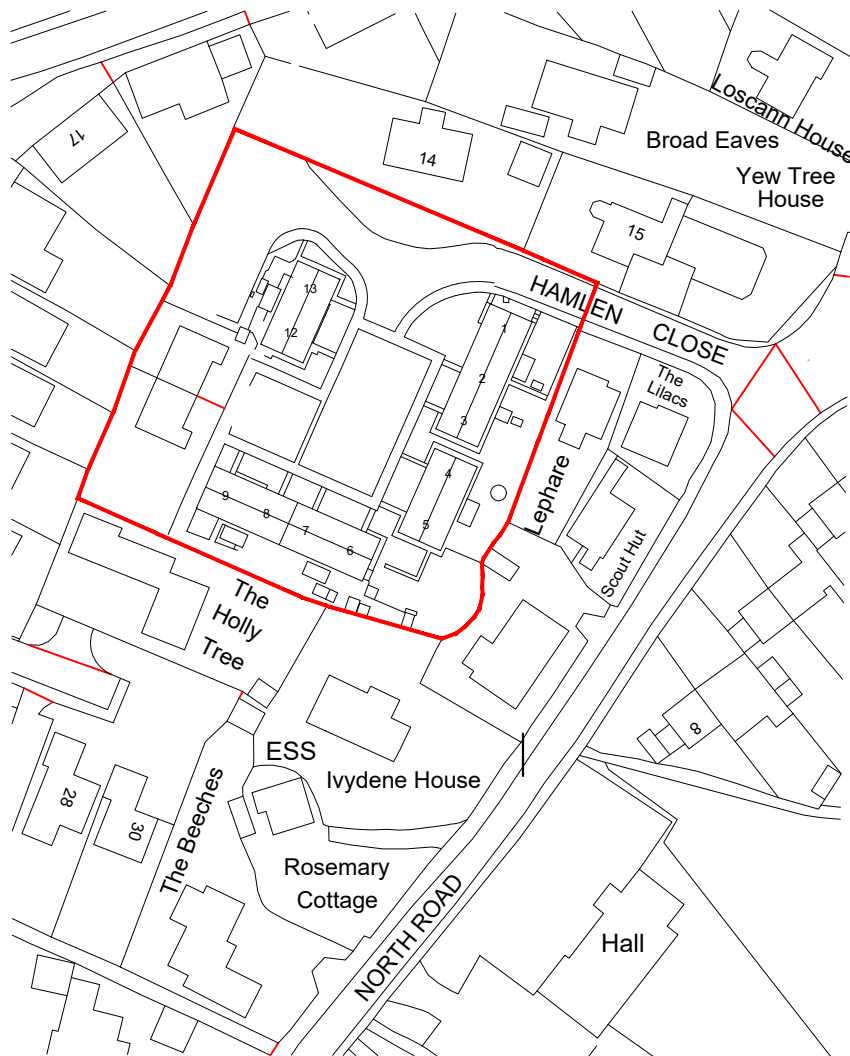 Loscann House
Broad Eaves
Yew Tree
House
17
14
15
HAMLEN CLOSE
13
12
1
2
3
4
5
The
Lilacs
Lephare
Scout Hut
9
8
7
6
The
Holly
Tree
8
ESS
Ivydene House
28
30
The Beeches
Rosemary
Cottage
NORTH ROAD
Hall